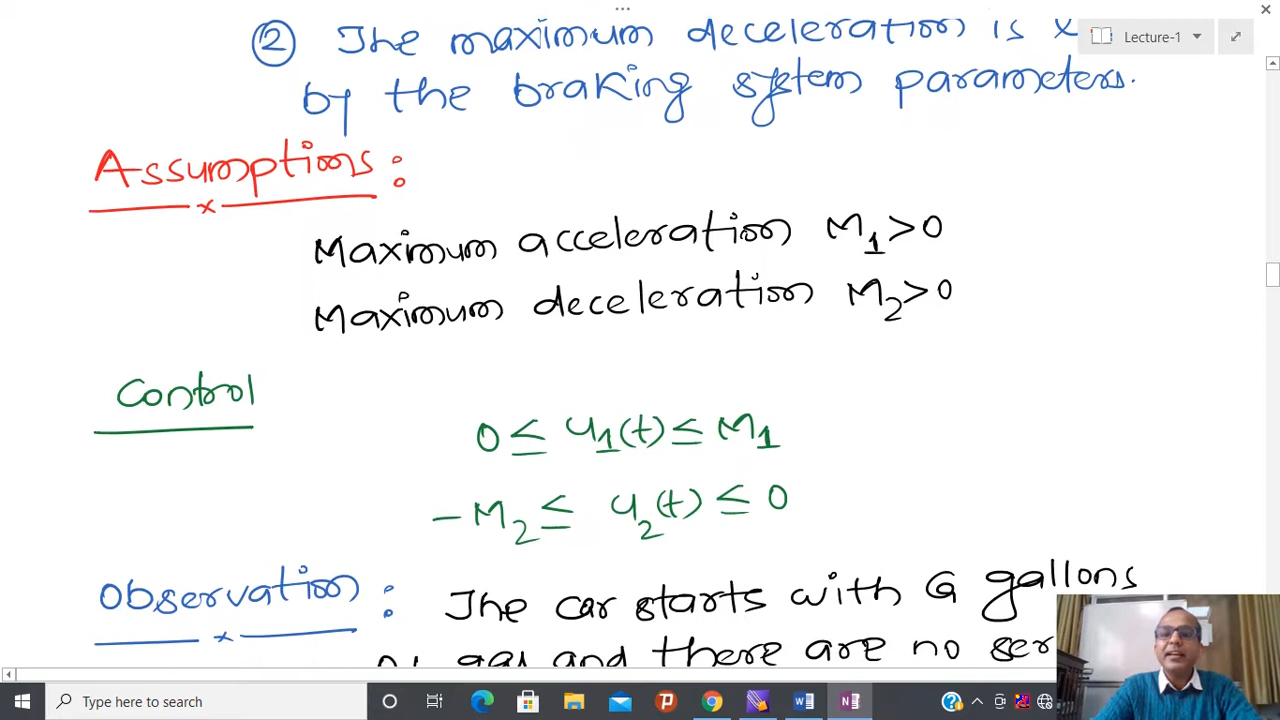 ...
Lecture-1
② The maximum deceleration is
by the braking system parameters.
Assumptions:
Maximum acceleration M1>0
Maximum deceleration M2>0
Control
0 ≤ u1(t) ≤ M1
-M2 ≤ u2(t) ≤ 0
Observation: The car starts with G gallons
of gas and there are no ser
Type here to search